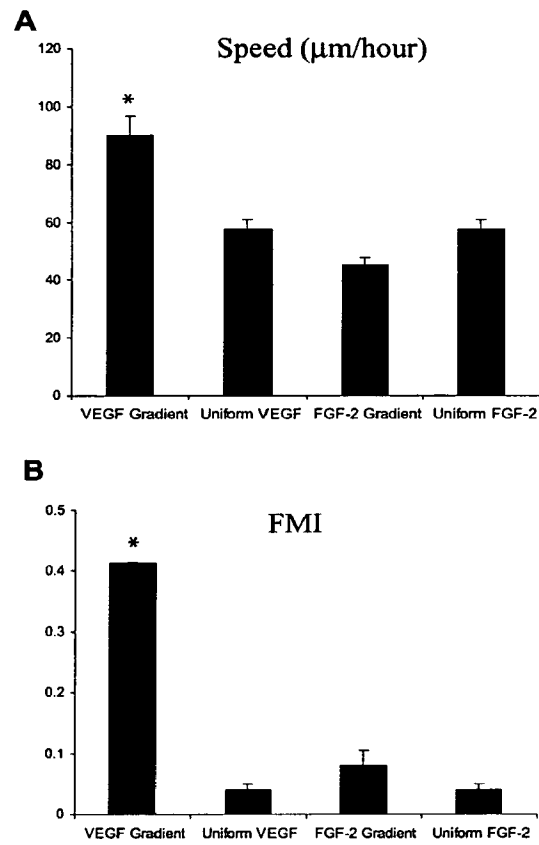 A
Speed (μm/hour)
120
100
80
60
40
20
0
*
VEGF Gradient Uniform VEGF FGF-2 Gradient Uniform FGF-2
B
FMI
0.5
0.4
0.3
0.2
0.1
0
*
VEGF Gradient Uniform VEGF FGF-2 Gradient Uniform FGF-2